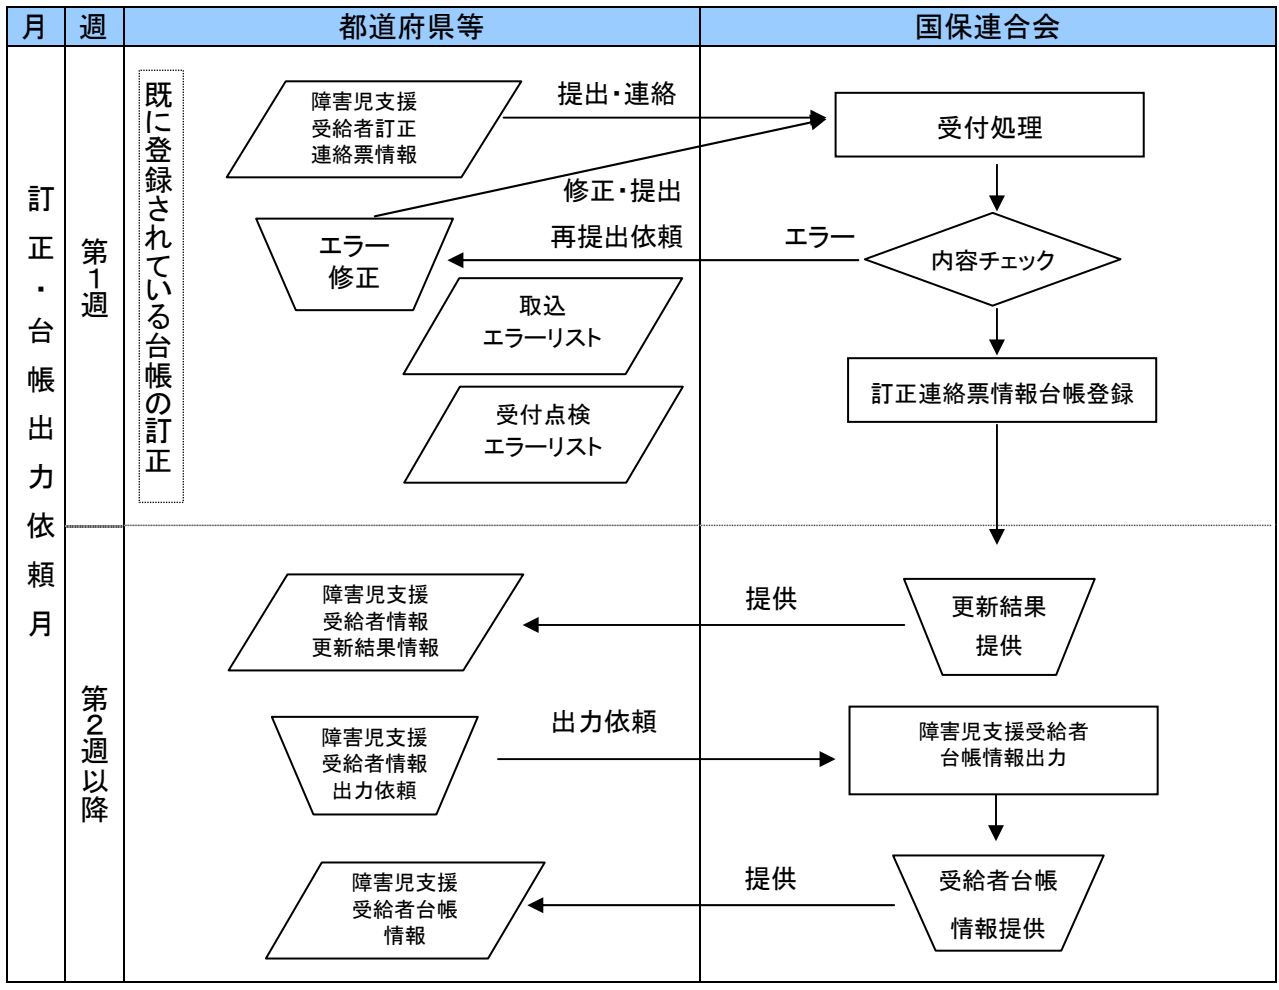 月
週
都道府県等
国保連合会
訂正・台帳出力依頼月
第1週
既に登録されている台帳の訂正
障害児支援
受給者訂正
連絡票情報
提出・連絡
受付処理
修正・提出
エラー
修正
再提出依頼
エラー
内容チェック
取込
エラーリスト
訂正連絡票情報台帳登録
受付点検
エラーリスト
第2週以降
障害児支援
受給者情報
更新結果情報
提供
更新結果
提供
障害児支援
受給者情報
出力依頼
出力依頼
障害児支援受給者
台帳情報出力
障害児支援
受給者台帳
情報
提供
受給者台帳
情報提供